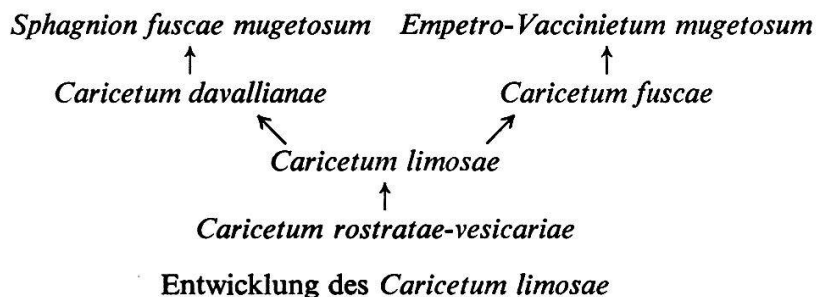 Sphagnion fuscae mugetosum Empetro-Vaccinietum mugetosum
↑ ↑
Caricetum davallianae Caricetum fuscae
↖ ↗
Caricetum limosae
↑
Caricetum rostratae-vesicariae
Entwicklung des Caricetum limosae